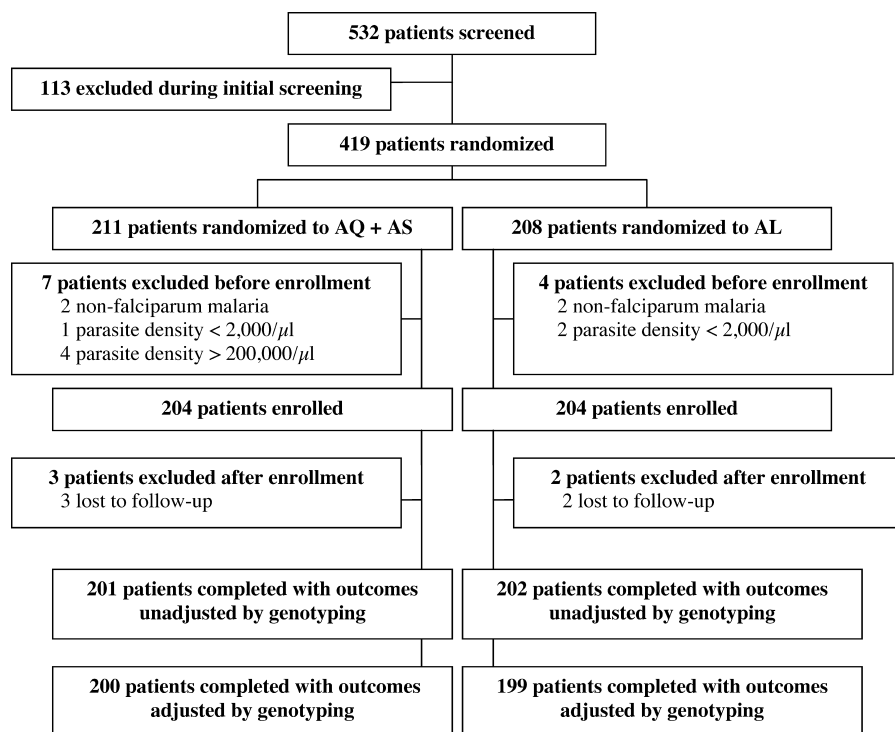 532 patients screened
113 excluded during initial screening
419 patients randomized
211 patients randomized to AQ + AS
208 patients randomized to AL
7 patients excluded before enrollment
2 non-falciparum malaria
1 parasite density < 2,000/μl
4 parasite density > 200,000/μl
4 patients excluded before enrollment
2 non-falciparum malaria
2 parasite density < 2,000/μl
204 patients enrolled
204 patients enrolled
3 patients excluded after enrollment
3 lost to follow-up
2 patients excluded after enrollment
2 lost to follow-up
201 patients completed with outcomes
unadjusted by genotyping
202 patients completed with outcomes
unadjusted by genotyping
200 patients completed with outcomes
adjusted by genotyping
199 patients completed with outcomes
adjusted by genotyping